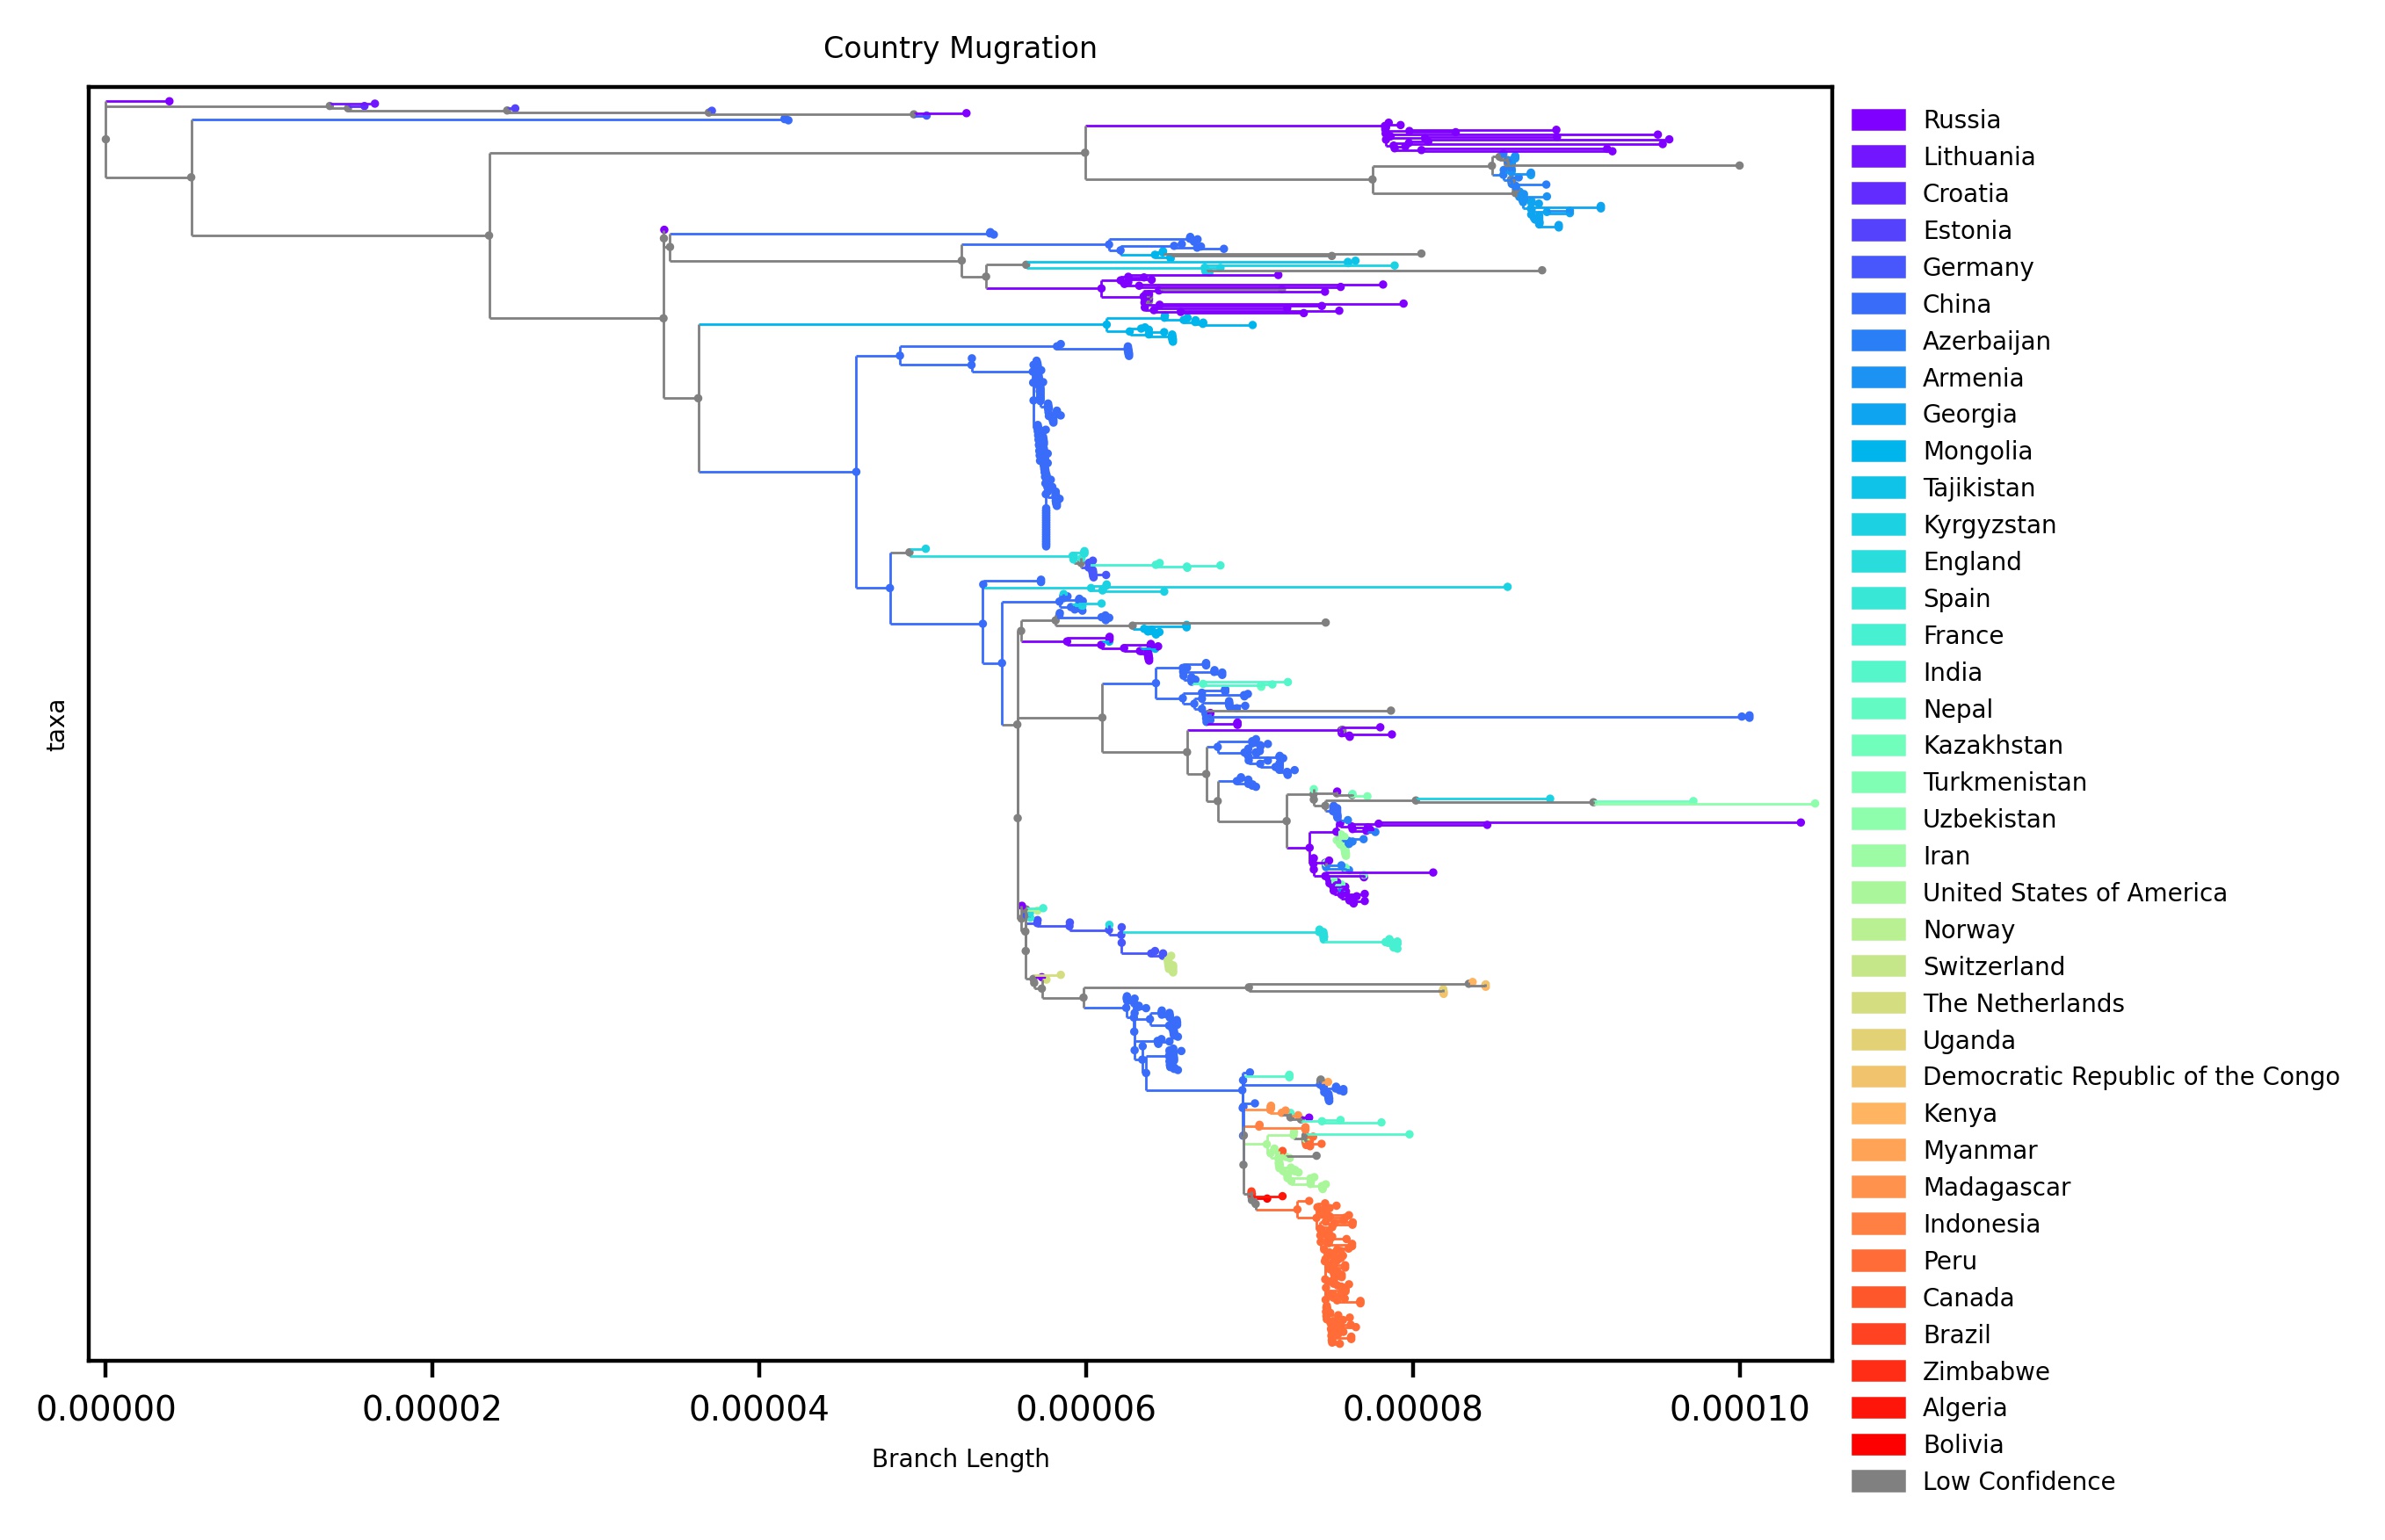 Country Mugration
taxa
0.00000 0.00002 0.00004 0.00006 0.00008 0.00010
Branch Length
Russia
Lithuania
Croatia
Estonia
Germany
China
Azerbaijan
Armenia
Georgia
Mongolia
Tajikistan
Kyrgyzstan
England
Spain
France
India
Nepal
Kazakhstan
Turkmenistan
Uzbekistan
Iran
United States of America
Norway
Switzerland
The Netherlands
Uganda
Democratic Republic of the Congo
Kenya
Myanmar
Madagascar
Indonesia
Peru
Canada
Brazil
Zimbabwe
Algeria
Bolivia
Low Confidence